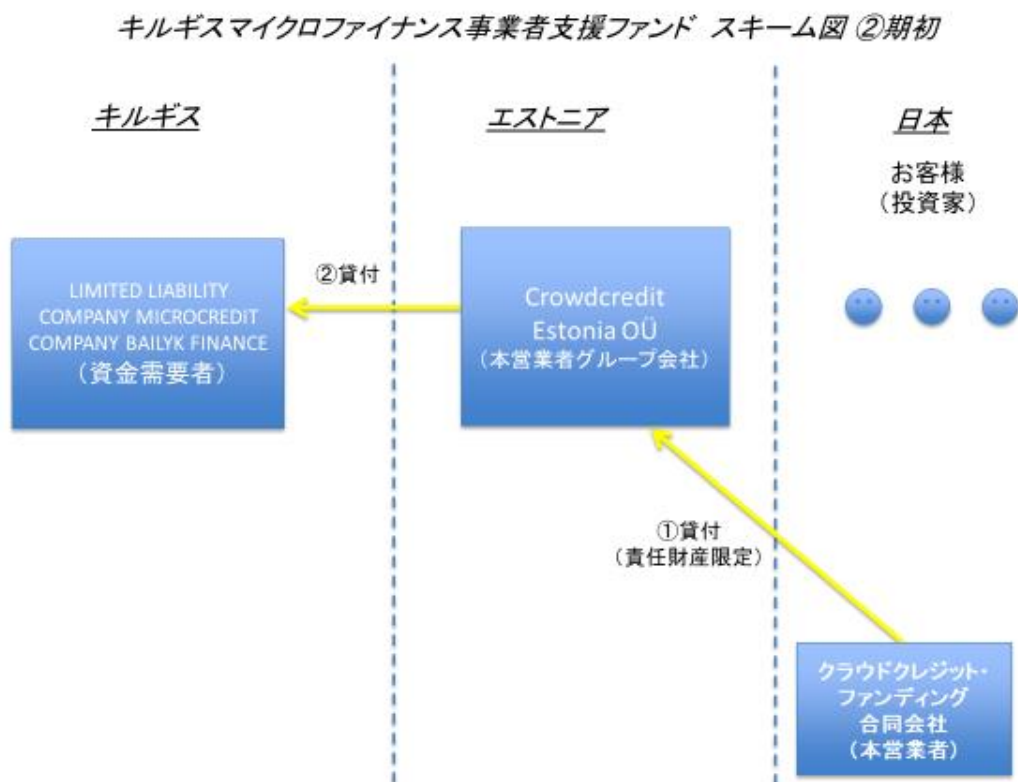 キルギスマイクロファイナンス事業者支援ファンド スキーム図 ②期初
キルギス
エストニア
日本
お客様
（投資家）
LIMITED LIABILITY
COMPANY MICROCREDIT
COMPANY BAILYK FINANCE
（資金需要者）
②貸付
Crowdcredit
Estonia OÜ
（本営業者グループ会社）
①貸付
（責任財産限定）
クラウドクレジット・
ファンディング
合同会社
（本営業者）